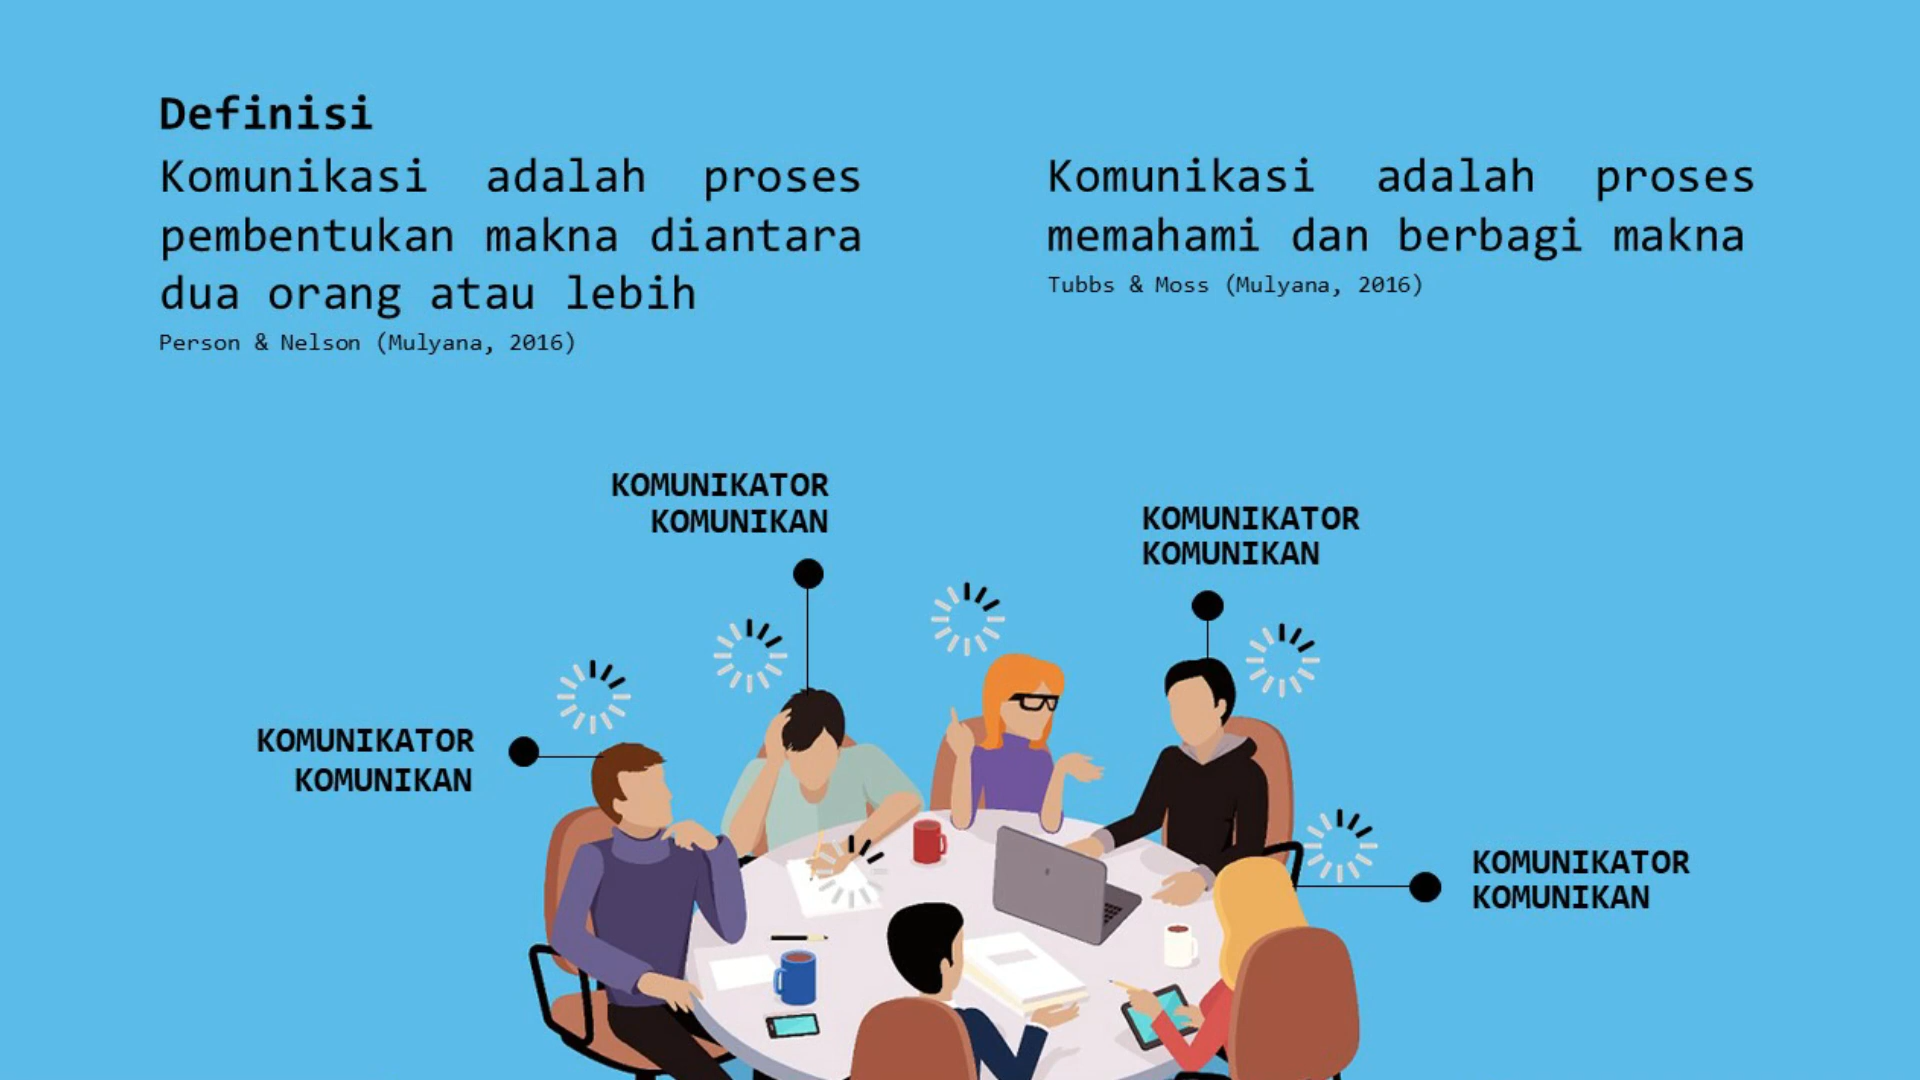 Definisi
Komunikasi adalah proses
pembentukan makna diantara
dua orang atau lebih
Person & Nelson (Mulyana, 2016)
Komunikasi adalah proses
memahami dan berbagi makna
Tubbs & Moss (Mulyana, 2016)
KOMUNIKATOR
KOMUNIKAN
KOMUNIKATOR
KOMUNIKAN
KOMUNIKATOR
KOMUNIKAN
KOMUNIKATOR
KOMUNIKAN